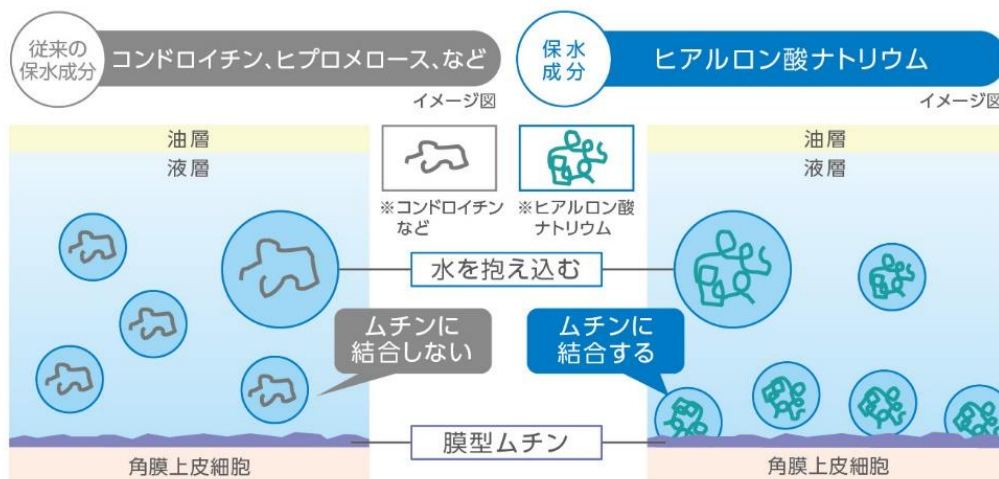 従来の
保水成分
コンドロイチン、ヒプロメロース、など
イメージ図
保水
成分
ヒアルロン酸ナトリウム
イメージ図
油層
液層
※コンドロイチン
など
※ヒアルロン酸
ナトリウム
油層
液層
水を抱え込む
ムチンに
結合しない
ムチンに
結合する
膜型ムチン
角膜上皮細胞
角膜上皮細胞